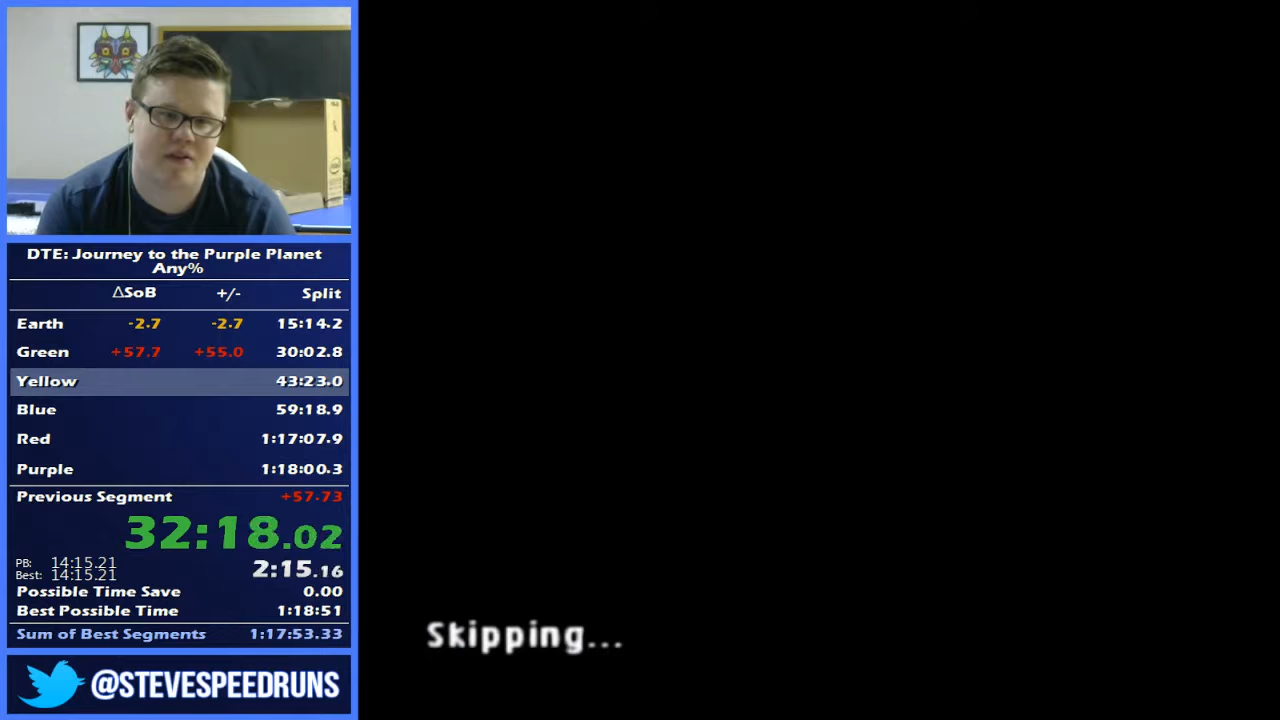 DTE: Journey to the Purple Planet
Any%
ΔSoB +/- Split
Earth -2.7 -2.7 15:14.2
Green +57.7 +55.0 30:02.8
Yellow 43:23.0
Blue 59:18.9
Red 1:17:07.9
Purple 1:18:00.3
Previous Segment +57.73
32:18.02
PB: 14:15.21
Best: 14:15.21
2:15.16
Possible Time Save 0.00
Best Possible Time 1:18:51
Sum of Best Segments 1:17:53.33
@STEVESPEEDRUNS
Skipping...